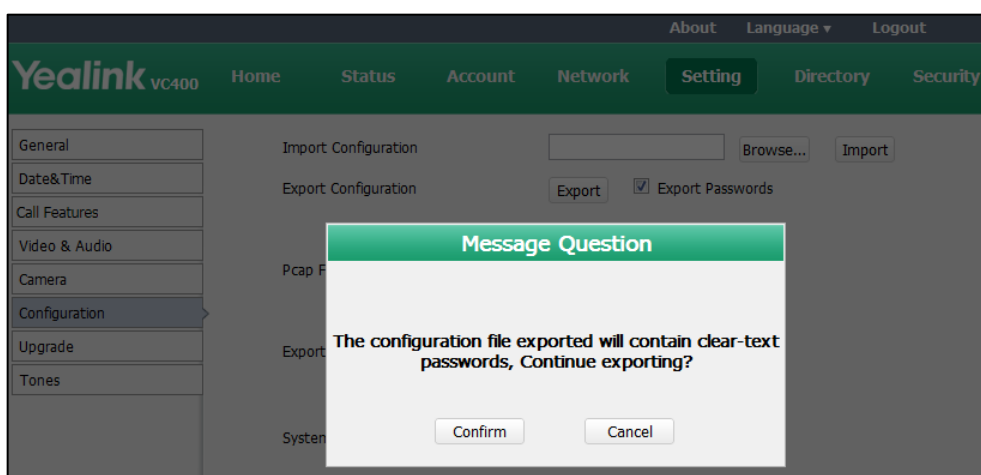 About Language ▾ Logout
Yealink VC400 Home Status Account Network Setting Directory Security
General
Date&Time
Call Features
Video & Audio
Camera
Configuration
Upgrade
Tones
Import Configuration Browse... Import
Export Configuration Export Export Passwords
Pcap F
Export
System
Message Question
The configuration file exported will contain clear-text
passwords, Continue exporting?
Confirm Cancel